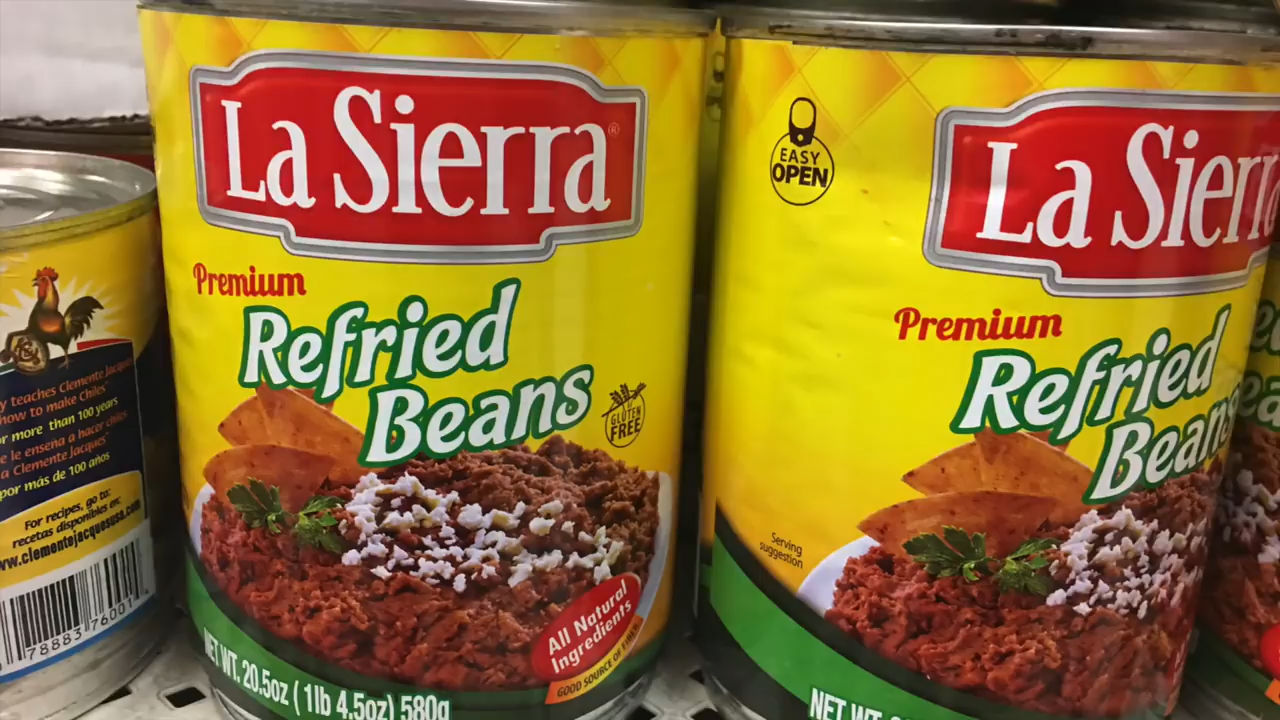 La Sierra®
Premium
Refried
Beans
GLUTEN
FREE
All Natural
Ingredients
GOOD SOURCE OF
NET WT. 20.5oz ( 1lb 4.5oz) 580g
EASY
OPEN
La Sierr
Premium
Refried
Beans
Serving
suggestion
NET WT.
y teaches Clemente Jacques
how to make Chiles"
r more than 100 years
le enseña a hacer chiles
a Clemente Jacques"
por más de 100 años
For recipes, go to:
recetas disponibles en:
www.clementejacquesusa.com
78883 76001